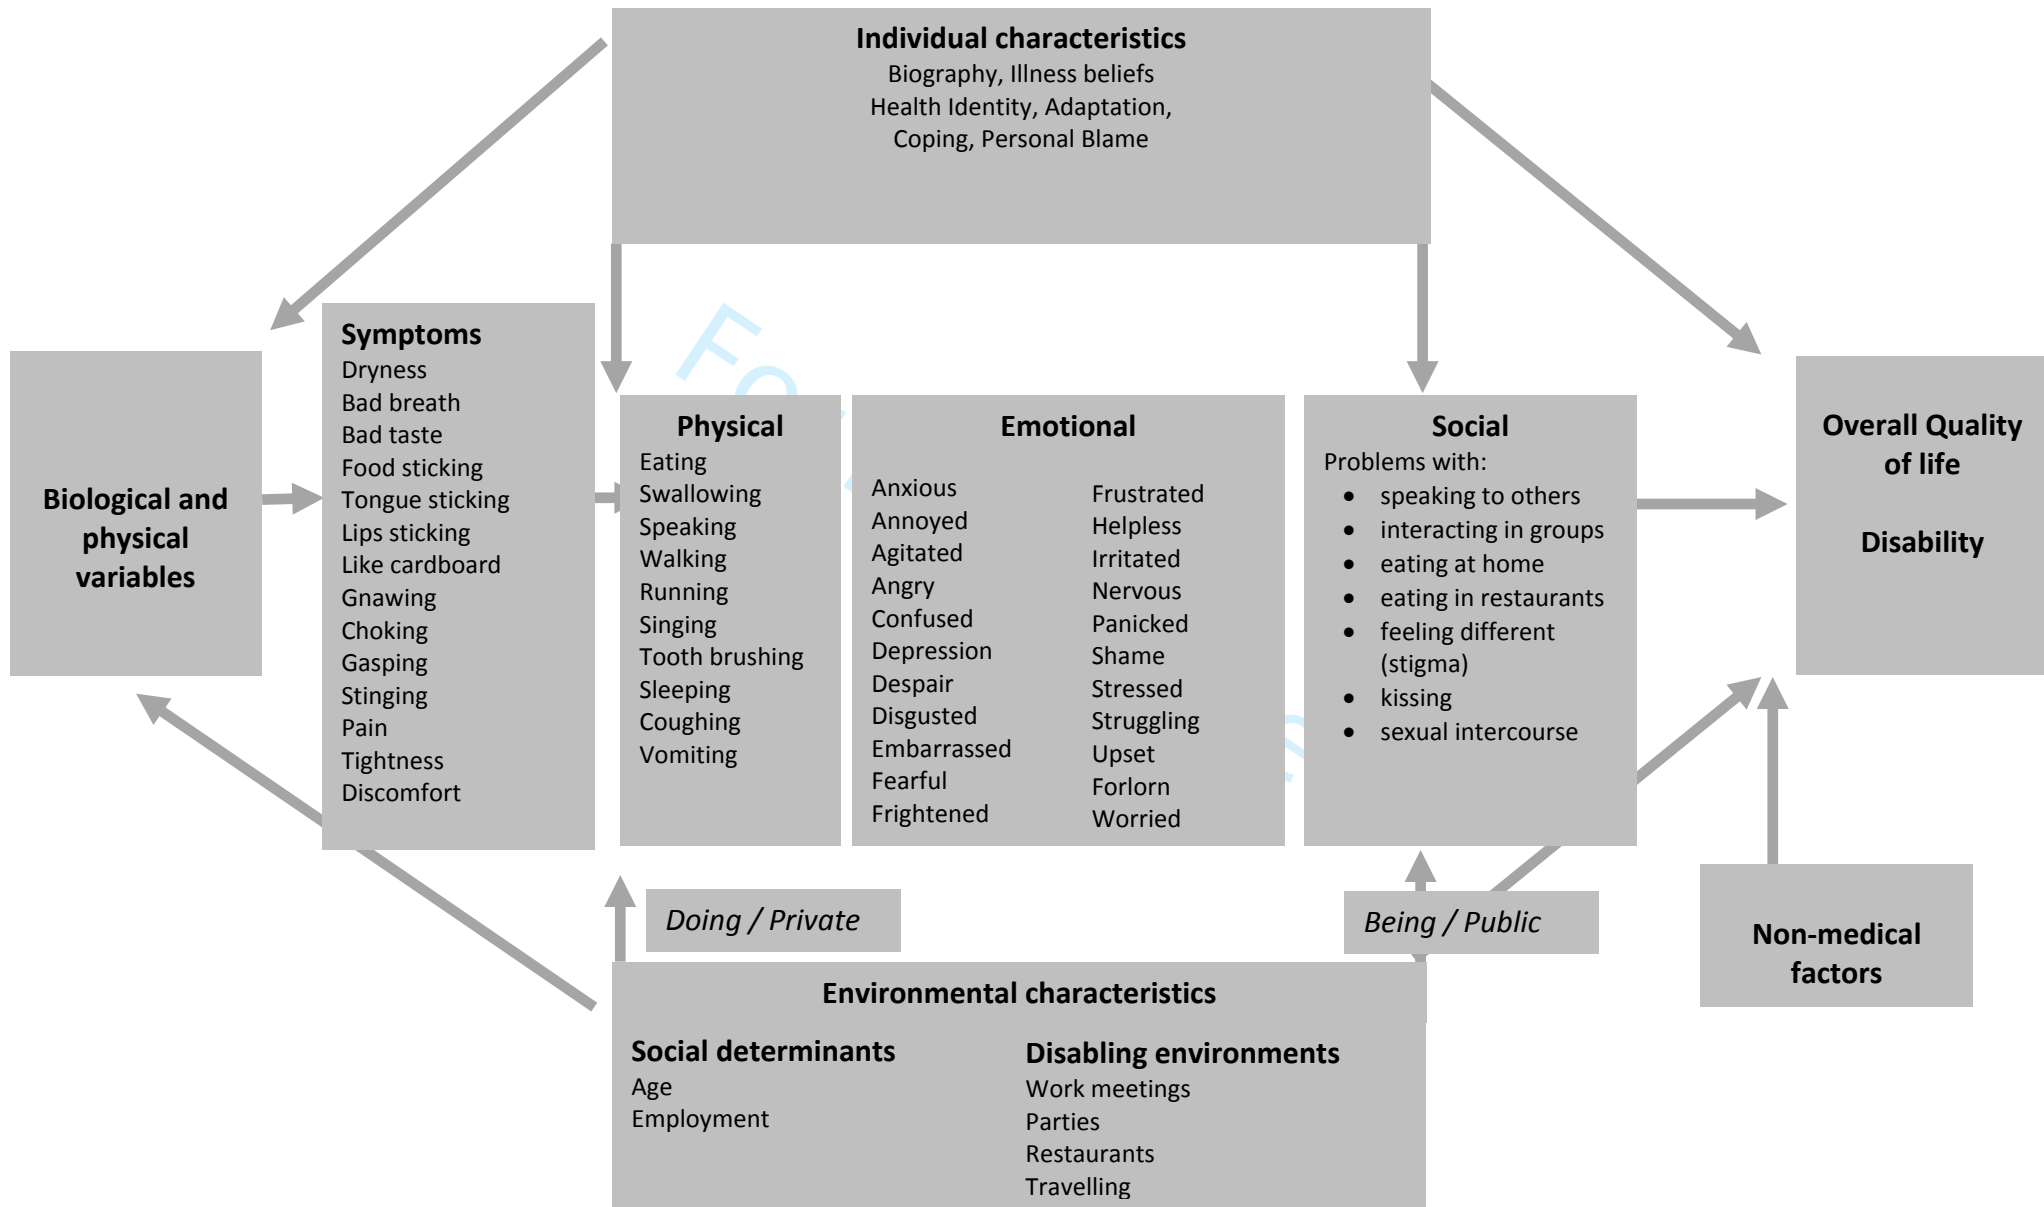 Individual characteristics
Biography, Illness beliefs
Health Identity, Adaptation,
Coping, Personal Blame
Biological and
physical
variables
Symptoms
Dryness
Bad breath
Bad taste
Food sticking
Tongue sticking
Lips sticking
Like cardboard
Gnawing
Choking
Gasping
Stinging
Pain
Tightness
Discomfort
Physical
Eating
Swallowing
Speaking
Walking
Running
Singing
Tooth brushing
Sleeping
Coughing
Vomiting
Emotional
Anxious
Annoyed
Agitated
Angry
Confused
Depression
Despair
Disgusted
Embarrassed
Fearful
Frightened
Frustrated
Helpless
Irritated
Nervous
Panicked
Shame
Stressed
Struggling
Upset
Forlorn
Worried
Social
Problems with:
• speaking to others
• interacting in groups
• eating at home
• eating in restaurants
• feeling different
(stigma)
• kissing
• sexual intercourse
Overall Quality
of life
Disability
Doing / Private
Being / Public
Non-medical
factors
Environmental characteristics
Social determinants
Age
Employment
Disabling environments
Work meetings
Parties
Restaurants
Travelling